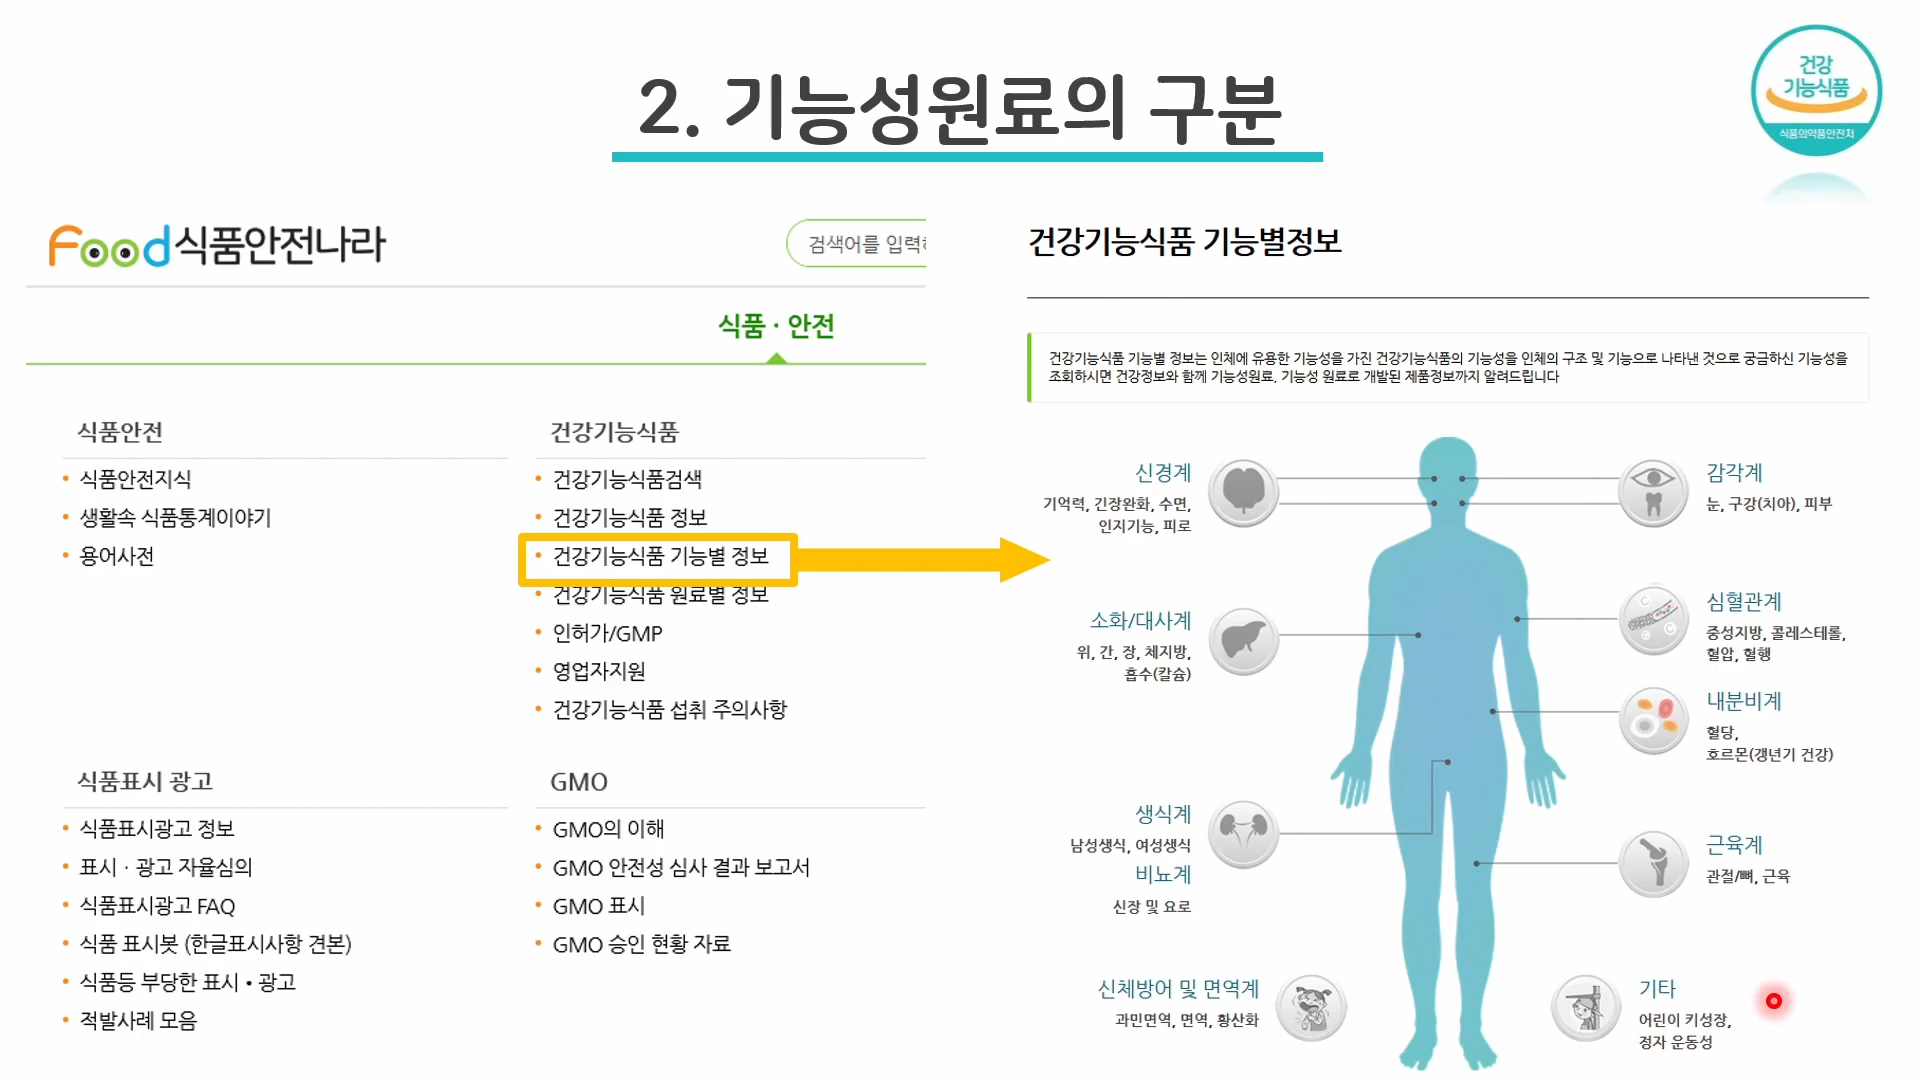 2. 기능성원료의 구분
건강
기능식품
식품의약품안전처
Food식품안전나라
검색어를 입력
식품 · 안전
식품안전
• 식품안전지식
• 생활속 식품통계이야기
• 용어사전
건강기능식품
• 건강기능식품검색
• 건강기능식품 정보
• 건강기능식품 기능별 정보
• 건강기능식품 원료별 정보
• 인허가/GMP
• 영업자지원
• 건강기능식품 섭취 주의사항
식품표시 광고
• 식품표시광고 정보
• 표시 · 광고 자율심의
• 식품표시광고 FAQ
• 식품 표시봇 (한글표시사항 견본)
• 식품등 부당한 표시 • 광고
• 적발사례 모음
GMO
• GMO의 이해
• GMO 안전성 심사 결과 보고서
• GMO 표시
• GMO 승인 현황 자료
건강기능식품 기능별정보
건강기능식품 기능별 정보는 인체에 유용한 기능성을 가진 건강기능식품의 기능성을 인체의 구조 및 기능으로 나타낸 것으로 궁금하신 기능성을
조회하시면 건강정보와 함께 기능성원료, 기능성 원료로 개발된 제품정보까지 알려드립니다
신경계
기억력, 긴장완화, 수면,
인지기능, 피로
소화/대사계
위, 간, 장, 체지방,
흡수(칼슘)
생식계
남성생식, 여성생식
비뇨계
신장 및 요로
신체방어 및 면역계
과민면역, 면역, 황산화
감각계
눈, 구강(치아), 피부
심혈관계
중성지방, 콜레스테롤,
혈압, 혈행
내분비계
혈당,
호르몬(갱년기 건강)
근육계
관절/뼈, 근육
기타
어린이 키성장,
정자 운동성